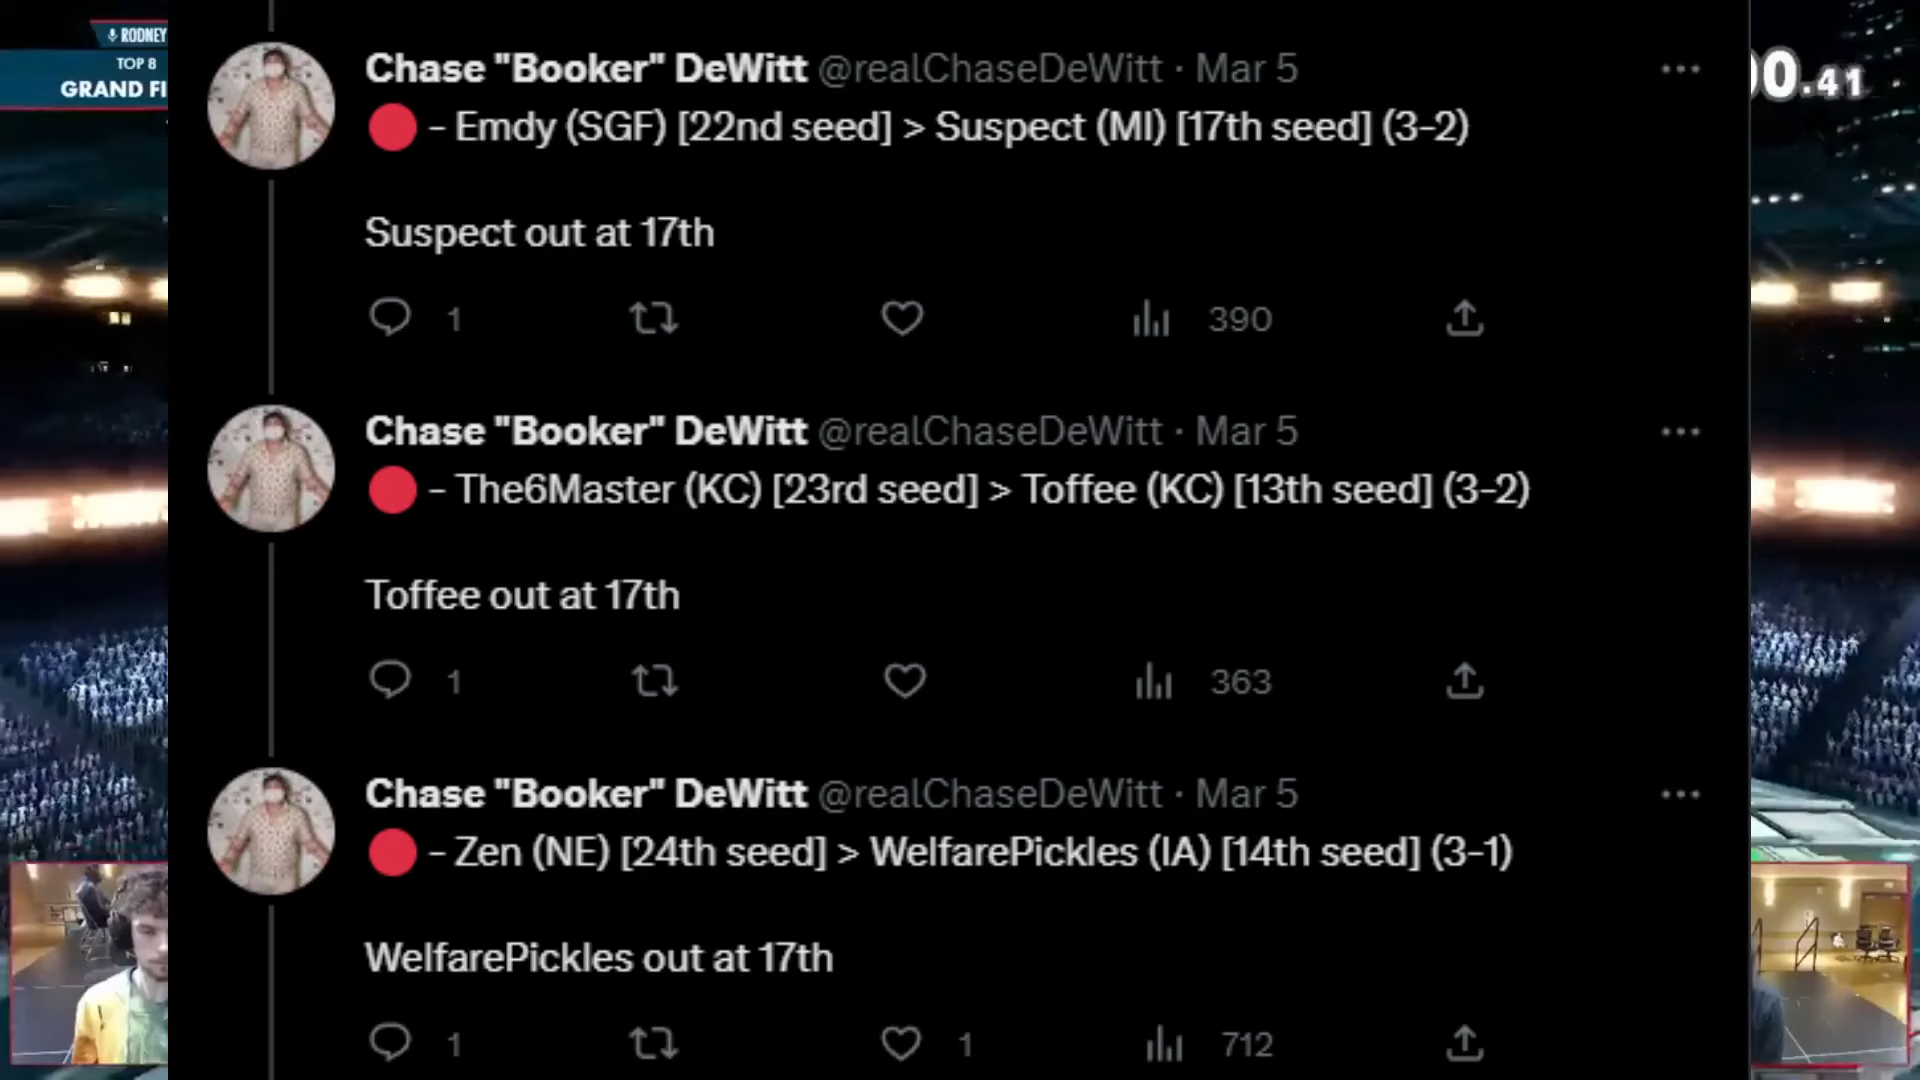 RODNEY
TOP 8
GRAND FI
00.41
Chase "Booker" DeWitt @realChaseDeWitt · Mar 5
🔴 - Emdy (SGF) [22nd seed] > Suspect (MI) [17th seed] (3-2)
Suspect out at 17th
1 390
Chase "Booker" DeWitt @realChaseDeWitt · Mar 5
🔴 - The6Master (KC) [23rd seed] > Toffee (KC) [13th seed] (3-2)
Toffee out at 17th
1 363
Chase "Booker" DeWitt @realChaseDeWitt · Mar 5
🔴 - Zen (NE) [24th seed] > WelfarePickles (IA) [14th seed] (3-1)
WelfarePickles out at 17th
1 1 712